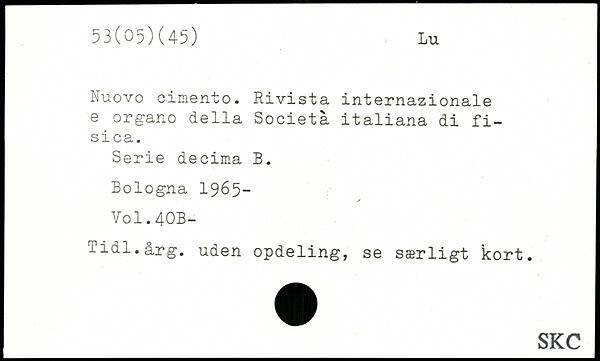 53(05)(45) Lu
Nuovo cimento. Rivista internazionale
e organo della Società italiana di fi-
sica.
Serie decima B.
Bologna 1965-
Vol.40B-
Tidl.årg. uden opdeling, se særligt kort.
SKC